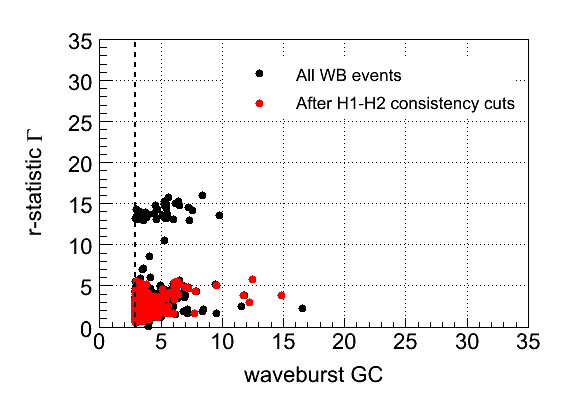 35
30
25
20
15
10
5
0
r-statistic Γ
All WB events
After H1-H2 consistency cuts
0 5 10 15 20 25 30 35
waveburst GC